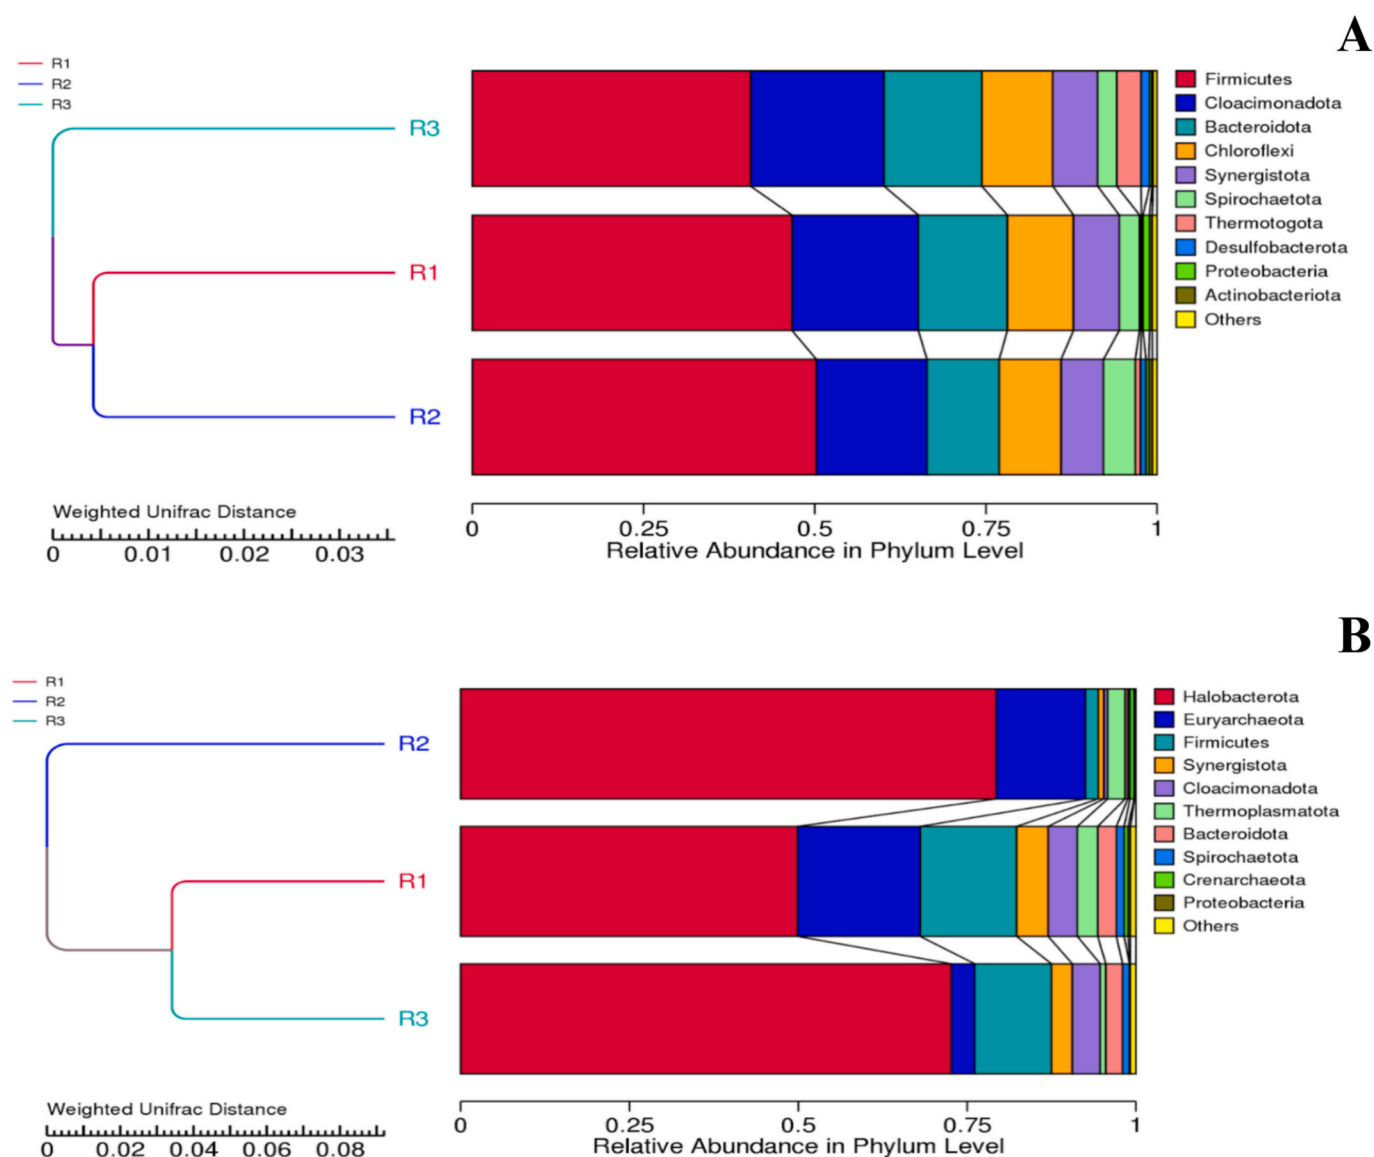 A
R1
R2
R3
R3
R1
R2
Firmicutes
Cloacimonadota
Bacteroidota
Chloroflexi
Synergistota
Spirochaetota
Thermotogota
Desulfobacterota
Proteobacteria
Actinobacteriota
Others
Weighted Unifrac Distance
0 0.01 0.02 0.03
0 0.25 0.5 0.75 1
Relative Abundance in Phylum Level
B
R1
R2
R3
R2
R1
R3
Halobacterota
Euryarchaeota
Firmicutes
Synergistota
Cloacimonadota
Thermoplasmatota
Bacteroidota
Spirochaetota
Crenarchaeota
Proteobacteria
Others
Weighted Unifrac Distance
0 0.02 0.04 0.06 0.08
0 0.25 0.5 0.75 1
Relative Abundance in Phylum Level